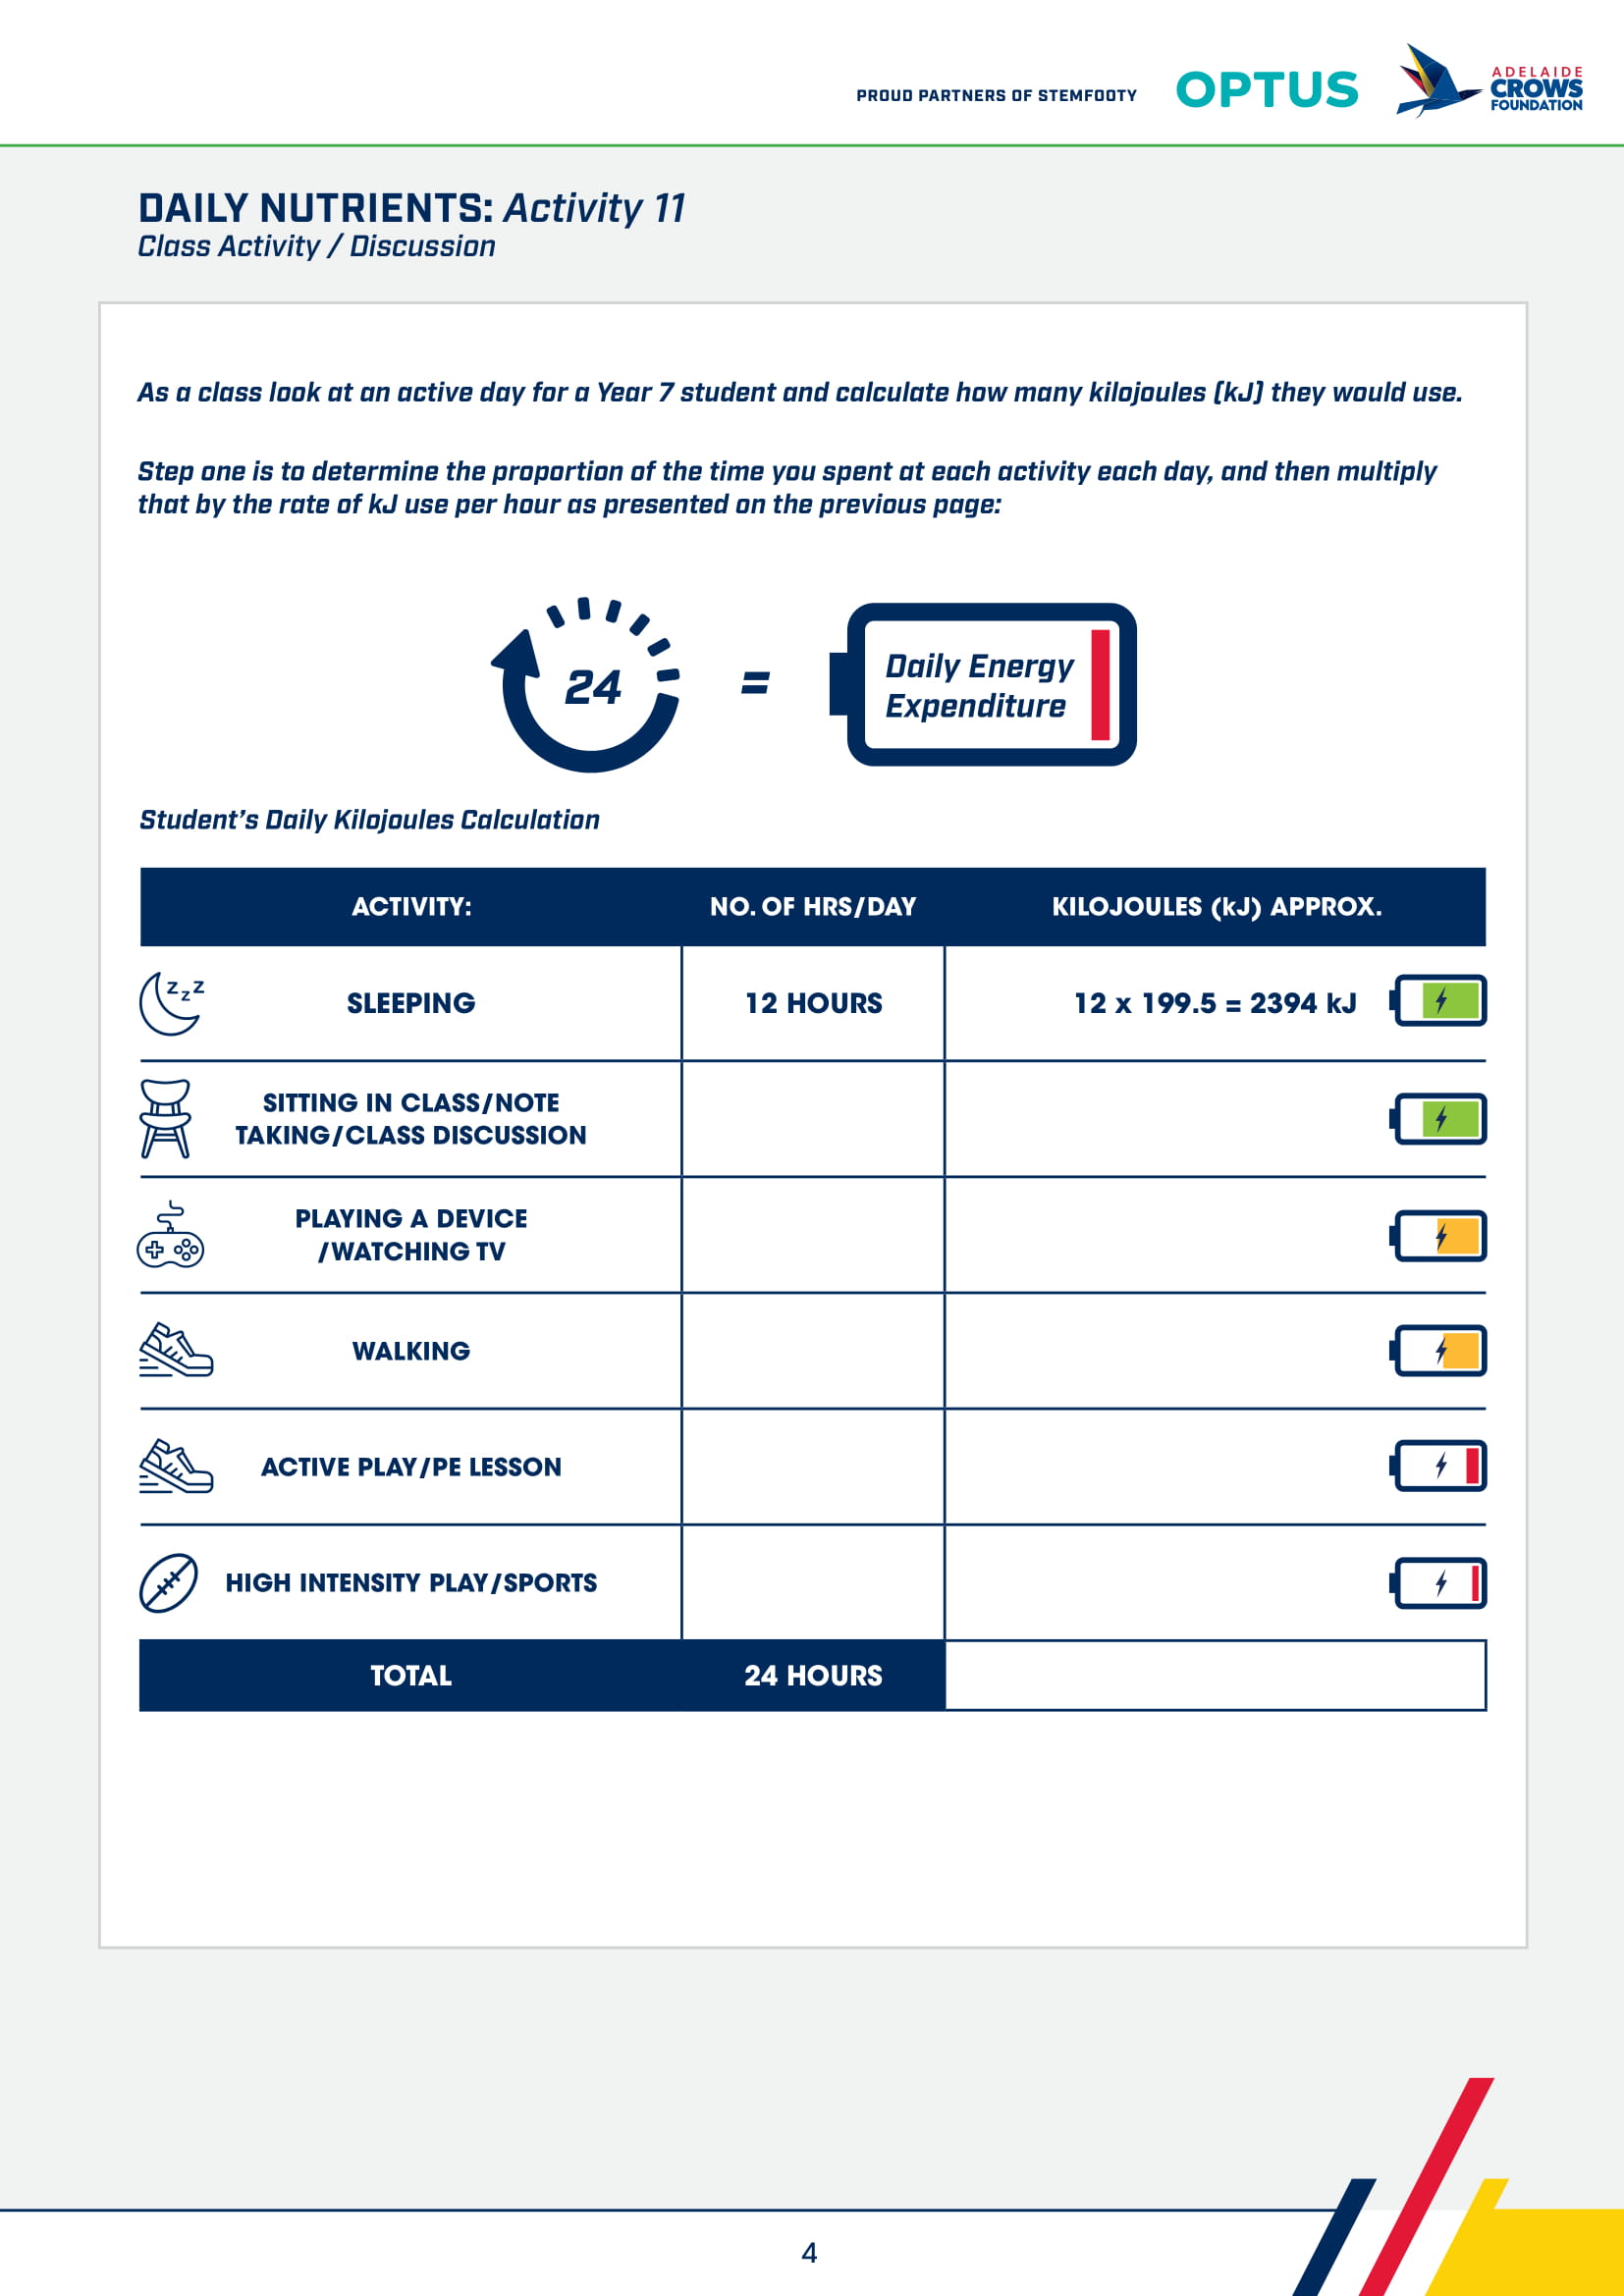 PROUD PARTNERS OF STEMFOOTY
OPTUS
ADELAIDE
CROWS
FOUNDATION
DAILY NUTRIENTS: Activity 11
Class Activity / Discussion
As a class look at an active day for a Year 7 student and calculate how many kilojoules (kJ) they would use.
Step one is to determine the proportion of the time you spent at each activity each day, and then multiply
that by the rate of kJ use per hour as presented on the previous page:
24
=
Daily Energy
Expenditure
Student’s Daily Kilojoules Calculation
ACTIVITY: NO. OF HRS/DAY KILOJOULES (kJ) APPROX.
z z z
SLEEPING 12 HOURS 12 x 199.5 = 2394 kJ
SITTING IN CLASS/NOTE
TAKING/CLASS DISCUSSION
PLAYING A DEVICE
/WATCHING TV
WALKING
ACTIVE PLAY/PE LESSON
HIGH INTENSITY PLAY/SPORTS
TOTAL 24 HOURS
4